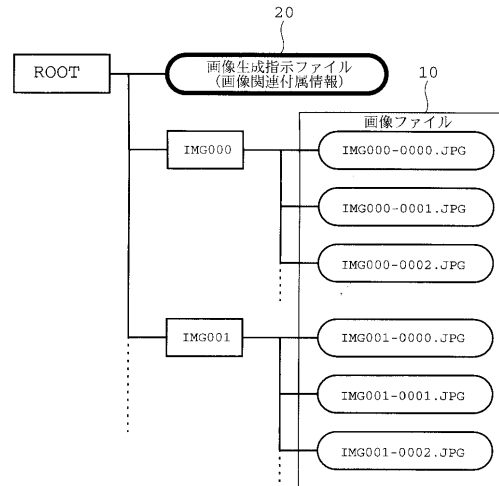 20
ROOT
画像生成指示ファイル
(画像関連付属情報)
10
画像ファイル
IMG000
IMG000-0000.JPG
IMG000-0001.JPG
IMG000-0002.JPG
IMG001
IMG001-0000.JPG
IMG001-0001.JPG
IMG001-0002.JPG